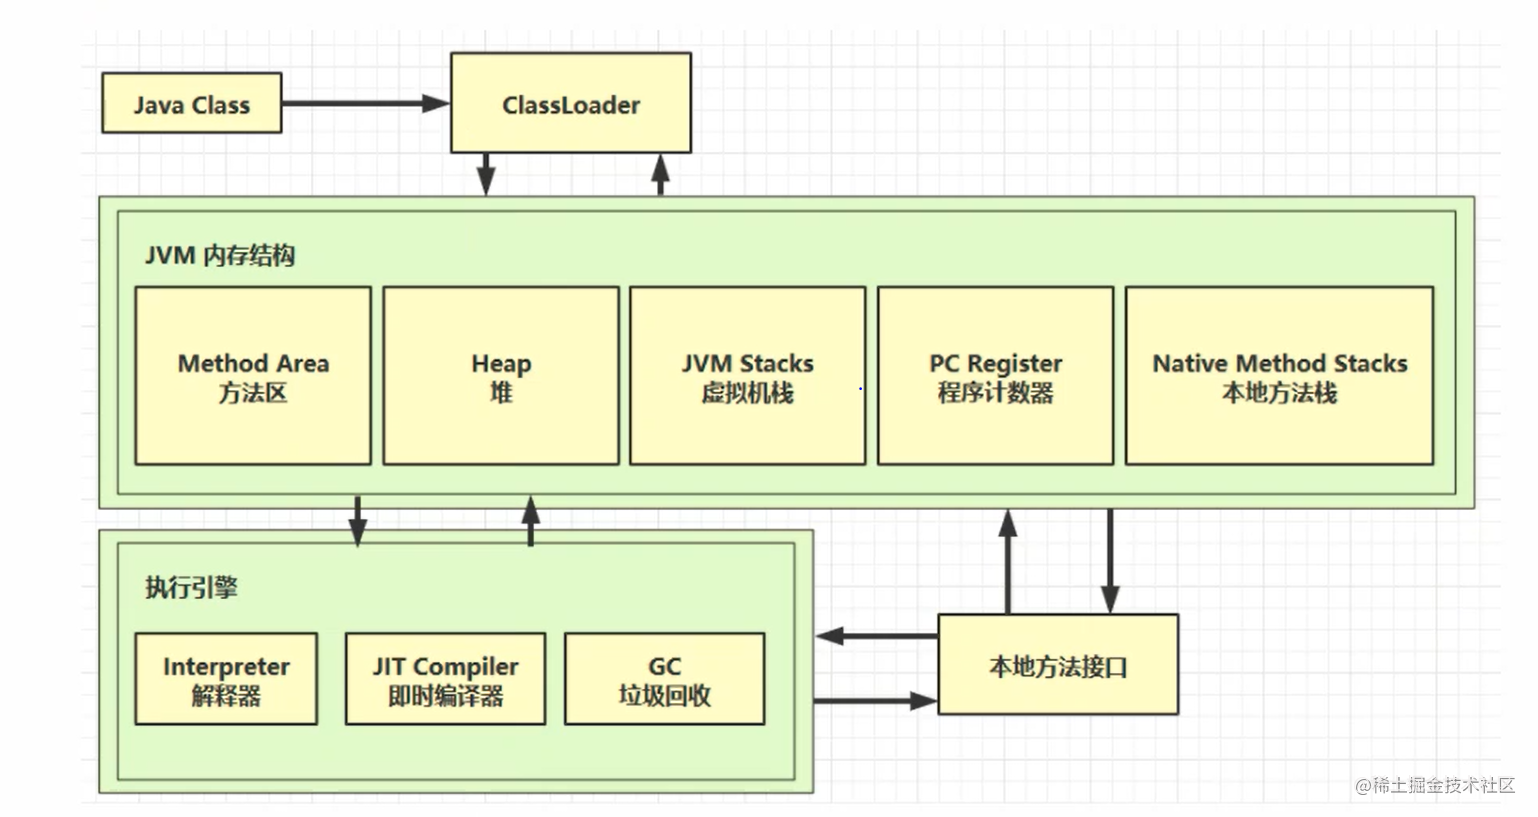 Java Class
ClassLoader
JVM 内存结构
Method Area
方法区
Heap
堆
JVM Stacks
虚拟机栈
PC Register
程序计数器
Native Method Stacks
本地方法栈
执行引擎
Interpreter
解释器
JIT Compiler
即时编译器
GC
垃圾回收
本地方法接口
@稀土掘金技术社区